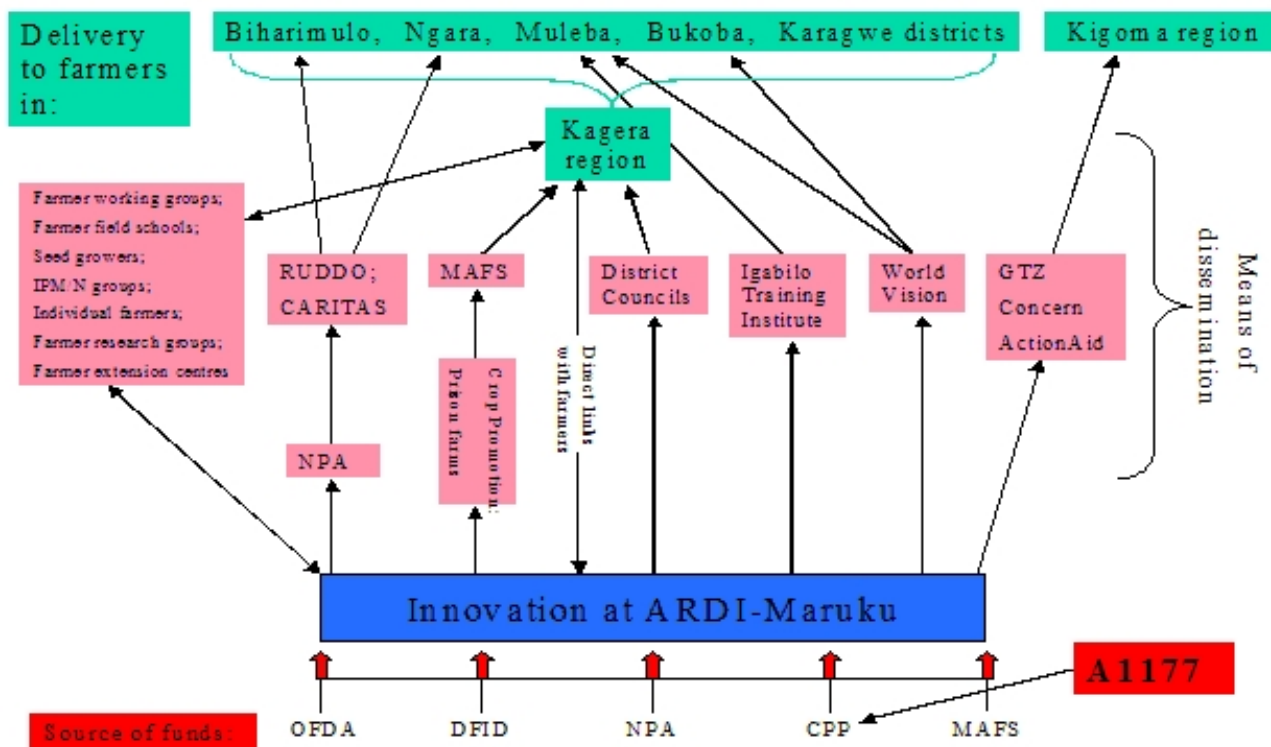 Delivery
to farmers
in:
Biharimulo, Ngara, Muleba, Bukoba, Karagwe districts
Kigoma region
Kagera
region
Farmer working groups;
Farmer field schools;
Seed growers;
IPM/N groups;
Individual farmers;
Farmer research groups;
Farmer extension centres
RUDDO;
CARITAS
MAFS
District
Councils
Igabilo
Training
Institute
World
Vision
GTZ
Concern
ActionAid
Means of
dissemination
NPA
Crop Promotion:
Prison farms
Direct links
with farmers
Innovation at ARDI-Maruku
A1177
Source of funds:
OFDA
DFID
NPA
CPP
MAFS